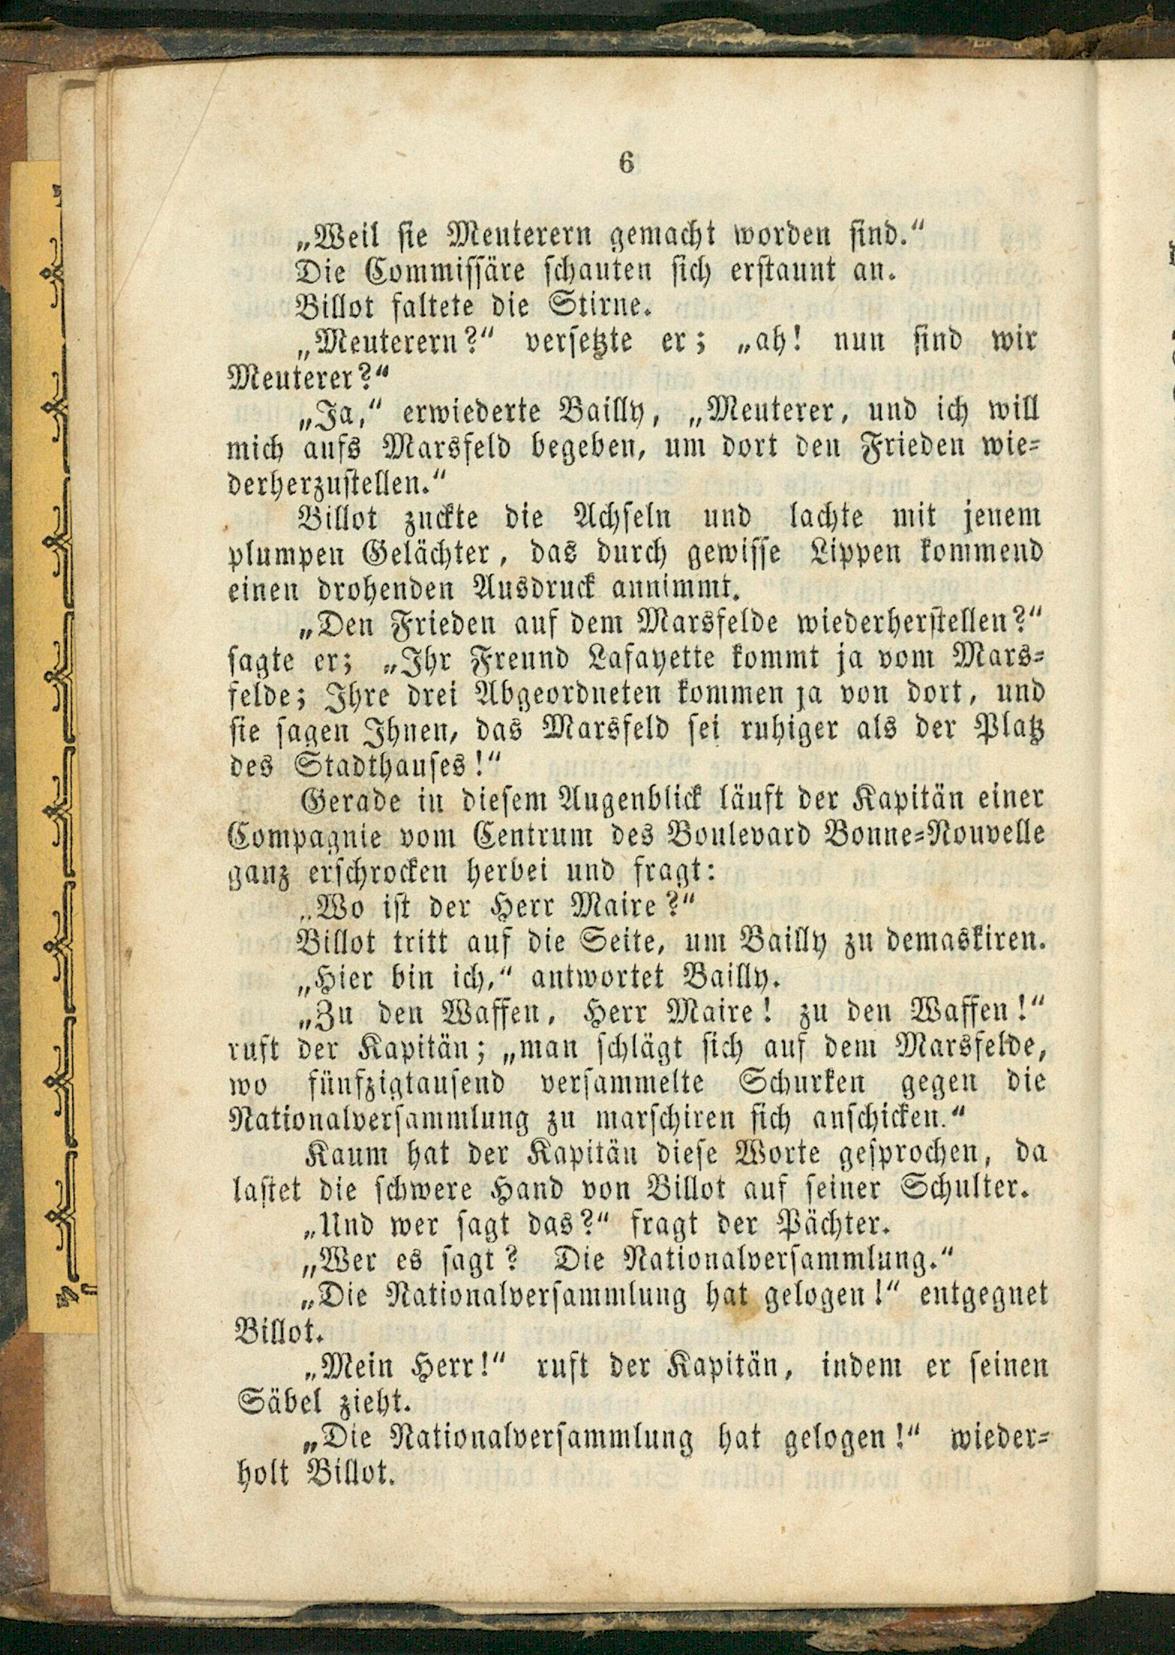 6
„Weil sie Meuterern gemacht worden sind.“
Die Commissäre schauten sich erstaunt an.
Billot faltete die Stirne.
„Meuterern?“ versetzte er; „ah! nun sind wir
Meuterer?“
„Ja,“ erwiederte Bailly, „Meuterer, und ich will
mich aufs Marsfeld begeben, um dort den Frieden wie-
derherzustellen.“
Billot zuckte die Achseln und lachte mit jenem
plumpen Gelächter, das durch gewisse Lippen kommend
einen drohenden Ausdruck annimmt.
„Den Frieden auf dem Marsfelde wiederherstellen?“
sagte er; „Ihr Freund Lafayette kommt ja vom Mars-
felde; Ihre drei Abgeordneten kommen ja von dort, und
sie sagen Ihnen, das Marsfeld sei ruhiger als der Platz
des Stadthauses!“
Gerade in diesem Augenblick läuft der Kapitän einer
Compagnie vom Centrum des Boulevard Bonne-Nouvelle
ganz erschrocken herbei und fragt:
„Wo ist der Herr Maire?“
Billot tritt auf die Seite, um Bailly zu demaskiren.
„Hier bin ich,“ antwortet Bailly.
„Zu den Waffen, Herr Maire! zu den Waffen!“
ruft der Kapitän; „man schlägt sich auf dem Marsfelde,
wo fünfzigtausend versammelte Schurken gegen die
Nationalversammlung zu marschiren sich anschicken.“
Kaum hat der Kapitän diese Worte gesprochen, da
lastet die schwere Hand von Billot auf seiner Schulter.
„Und wer sagt das?“ fragt der Pächter.
„Wer es sagt? Die Nationalversammlung.“
„Die Nationalversammlung hat gelogen!“ entgegnet
Billot.
„Mein Herr!“ ruft der Kapitän, indem er seinen
Säbel zieht.
„Die Nationalversammlung hat gelogen!“ wieder-
holt Billot.